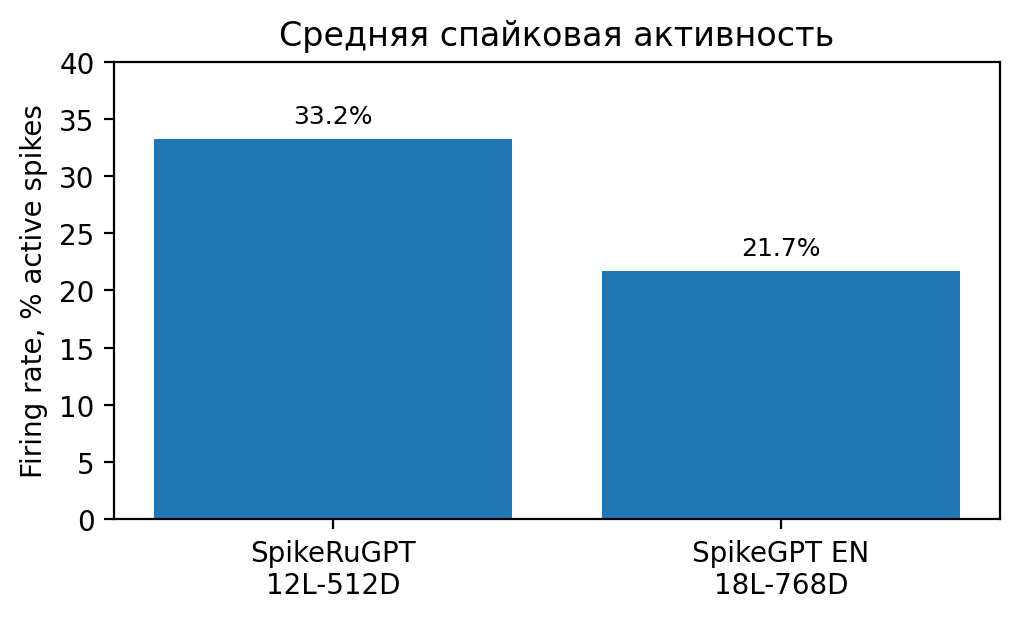 Средняя спайковая активность
Firing rate, % active spikes
40
35
30
25
20
15
10
5
0
33.2%
21.7%
SpikeRuGPT
12L-512D
SpikeGPT EN
18L-768D